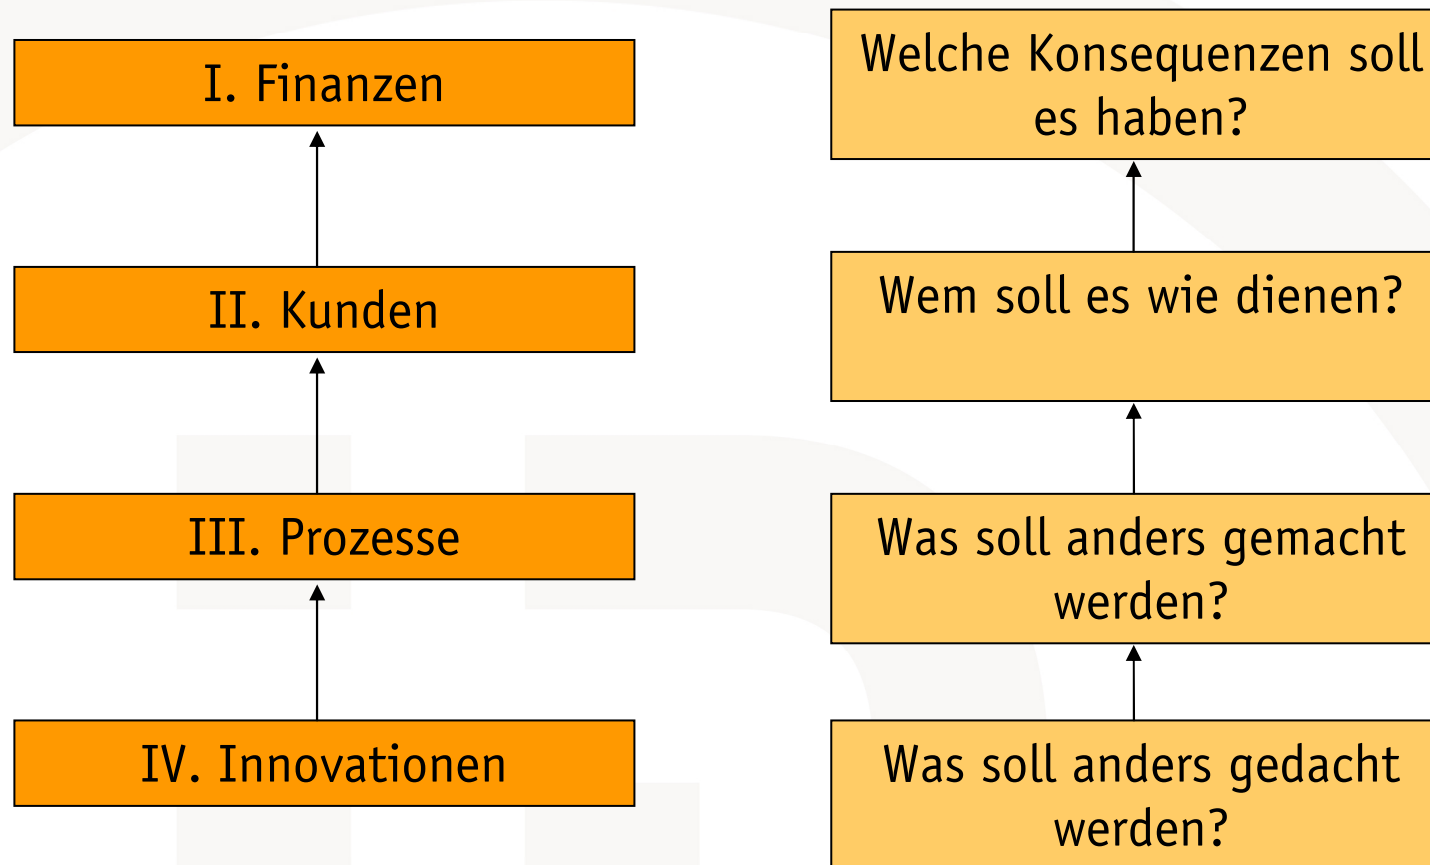 I. Finanzen
Welche Konsequenzen soll
es haben?
II. Kunden
Wem soll es wie dienen?
III. Prozesse
Was soll anders gemacht
werden?
IV. Innovationen
Was soll anders gedacht
werden?